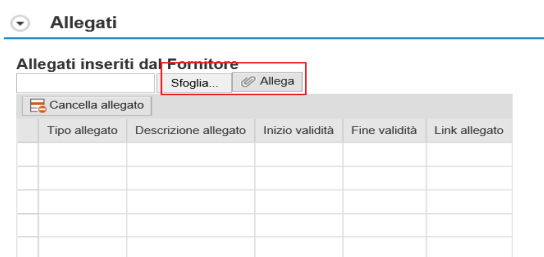 Allegati
Allegati inseriti dal Fornitore
Sfoglia... Allega
Cancella allegato
Tipo allegato Descrizione allegato Inizio validità Fine validità Link allegato